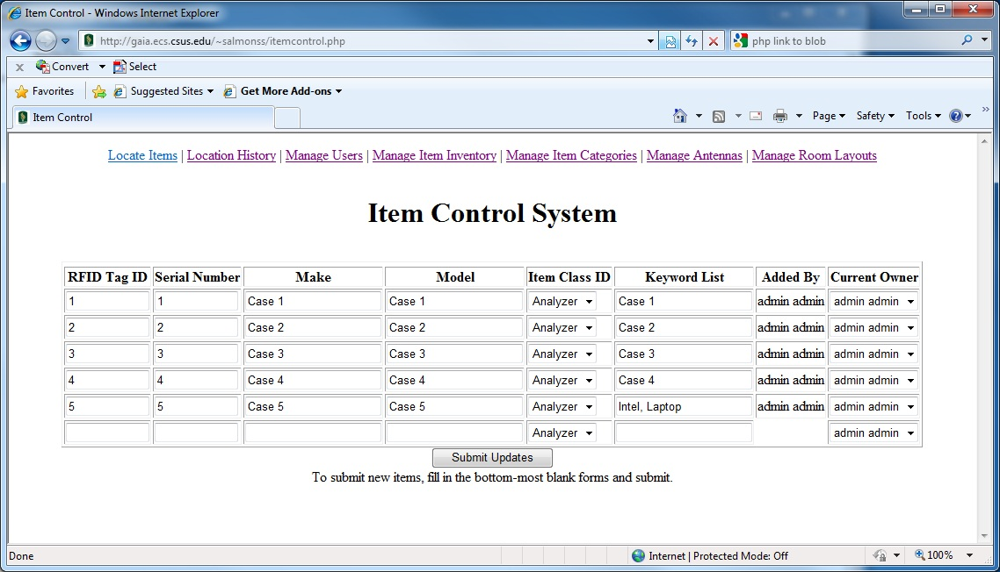 Item Control - Windows Internet Explorer
http://gaia.ecs.csus.edu/~salmonss/itemcontrol.php
php link to blob
x Convert Select
Favorites Suggested Sites Get More Add-ons
Item Control
Page Safety Tools
Locate Items | Location History | Manage Users | Manage Item Inventory | Manage Item Categories | Manage Antennas | Manage Room Layouts
Item Control System
RFID Tag ID Serial Number Make Model Item Class ID Keyword List Added By Current Owner
1 1 Case 1 Case 1 Analyzer Case 1 admin admin admin admin
2 2 Case 2 Case 2 Analyzer Case 2 admin admin admin admin
3 3 Case 3 Case 3 Analyzer Case 3 admin admin admin admin
4 4 Case 4 Case 4 Analyzer Case 4 admin admin admin admin
5 5 Case 5 Case 5 Analyzer Intel, Laptop admin admin admin admin
Analyzer admin admin
Submit Updates
To submit new items, fill in the bottom-most blank forms and submit.
Done Internet | Protected Mode: Off 100%